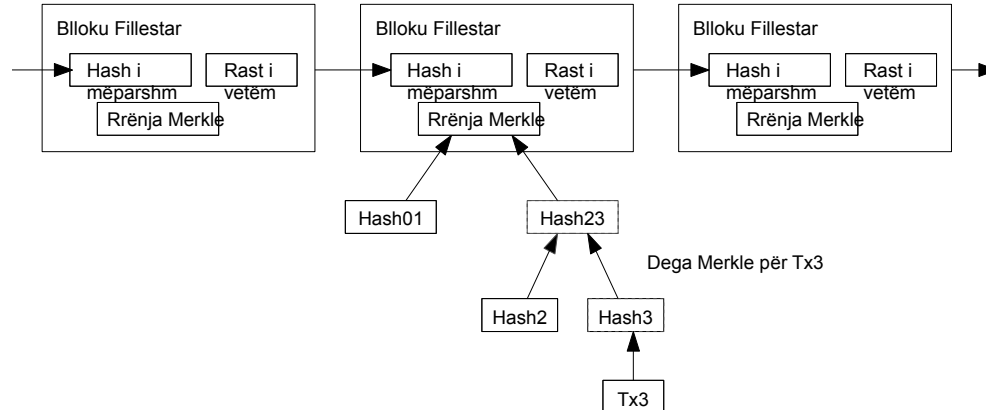 Blloku Fillestar
Hash i mëparshm
Rast i vetëm
Rrënja Merkle
Blloku Fillestar
Hash i mëparshm
Rast i vetëm
Rrënja Merkle
Blloku Fillestar
Hash i mëparshm
Rast i vetëm
Rrënja Merkle
Hash01
Hash23
Dega Merkle për Tx3
Hash2
Hash3
Tx3